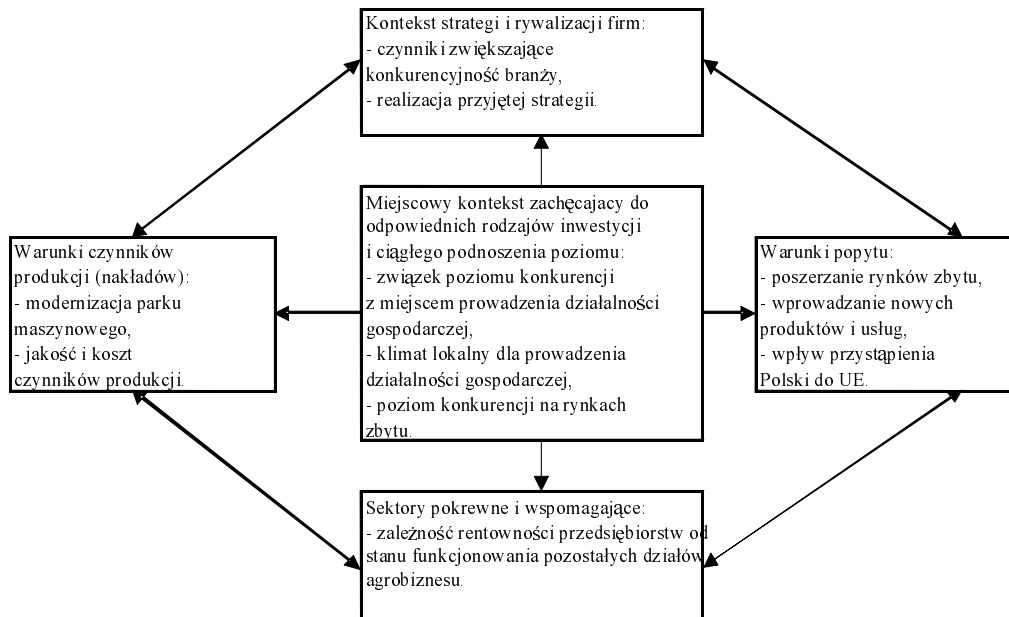 Kontekst strategi i rywalizacji firm:
- czynniki zwiększające
konkurencyjność branży,
- realizacja przyjętej strategii.
Miejscowy kontekst zachęcajacy do
odpowiednich rodzajów inwestycji
i ciągłego podnoszenia poziomu:
- związek poziomu konkurencji
z miejscem prowadzenia działalności
gospodarczej,
- klimat lokalny dla prowadzenia
działalności gospodarczej,
- poziom konkurencji na rynkach
zbytu.
Warunki czynników
produkcji (nakładów):
- modernizacja parku
maszynowego,
- jakość i koszt
czynników produkcji.
Warunki popytu:
- poszerzanie rynków zbytu,
- wprowadzanie nowych
produktów i usług,
- wpływ przystąpienia
Polski do UE.
Sektory pokrewne i wspomagające:
- zależność rentowności przedsiębiorstw od
stanu funkcjonowania pozostałych działów
agrobiznesu.